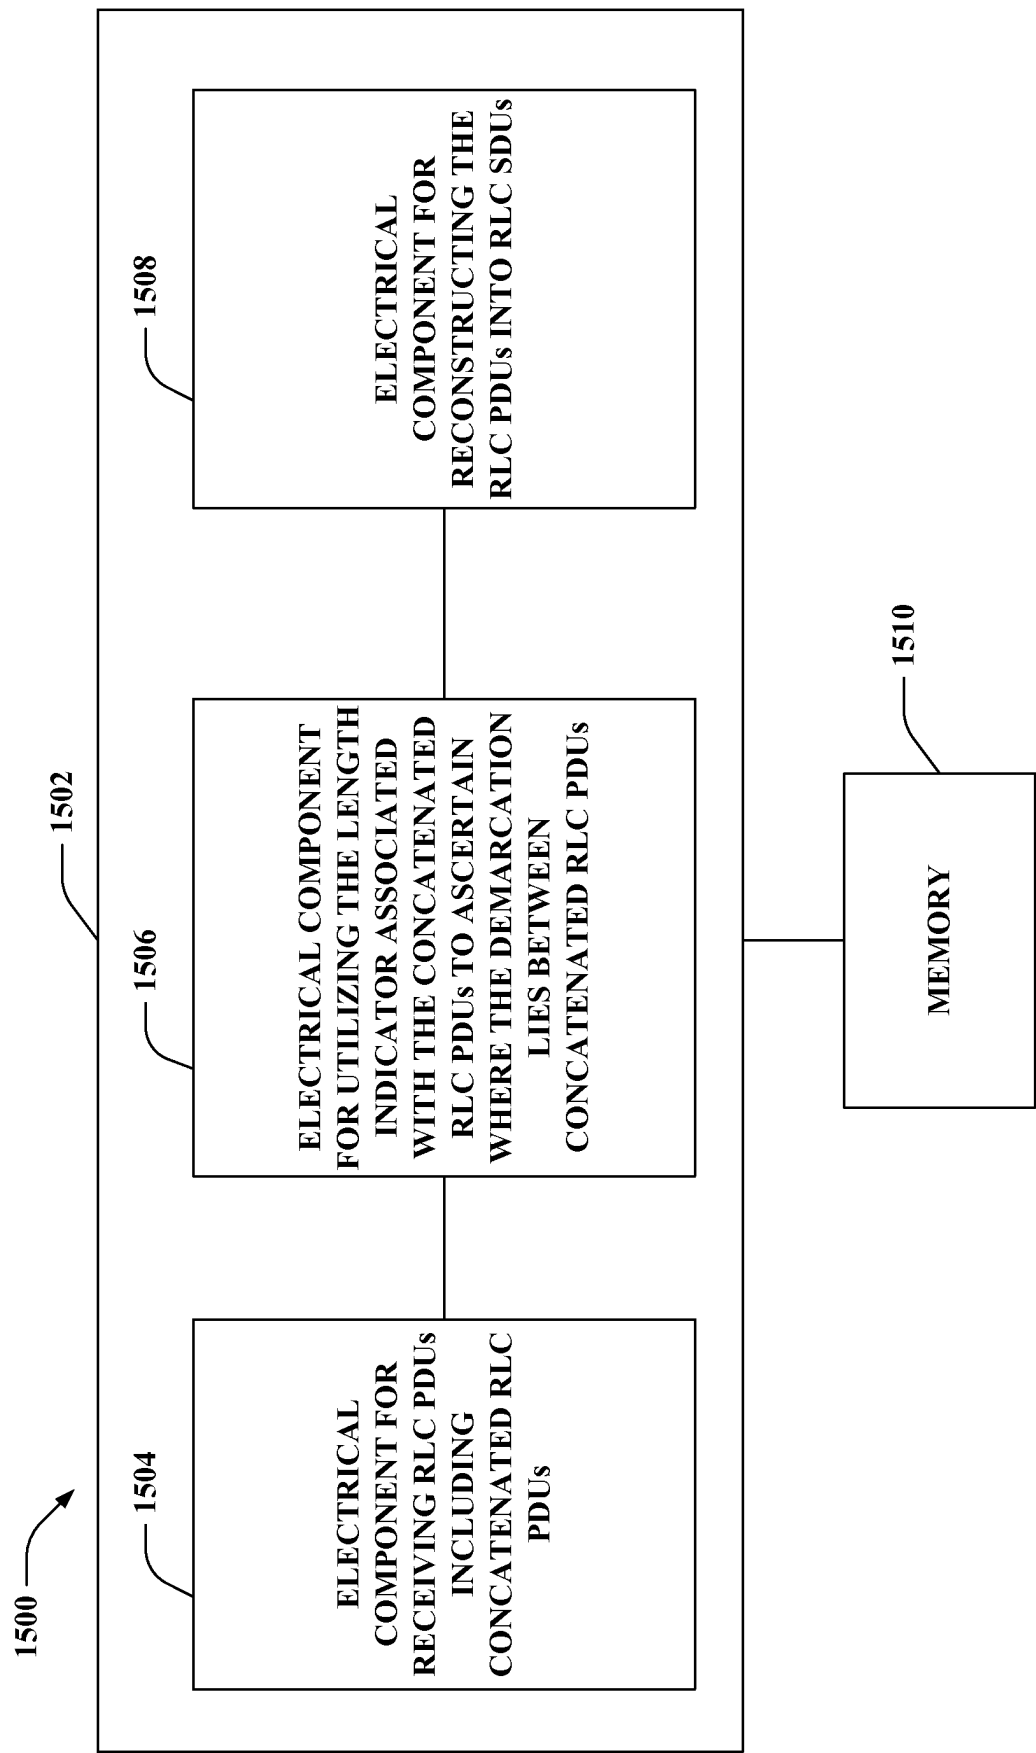 1500
1502
1504
ELECTRICAL
COMPONENT FOR
RECEIVING RLC PDUs
INCLUDING
CONCATENATED RLC
PDUs
1506
ELECTRICAL COMPONENT
FOR UTILIZING THE LENGTH
INDICATOR ASSOCIATED
WITH THE CONCATENATED
RLC PDUs TO ASCERTAIN
WHERE THE DEMARCATION
LIES BETWEEN
CONCATENATED RLC PDUs
1508
ELECTRICAL
COMPONENT FOR
RECONSTRUCTING THE
RLC PDUs INTO RLC SDUs
1510
MEMORY